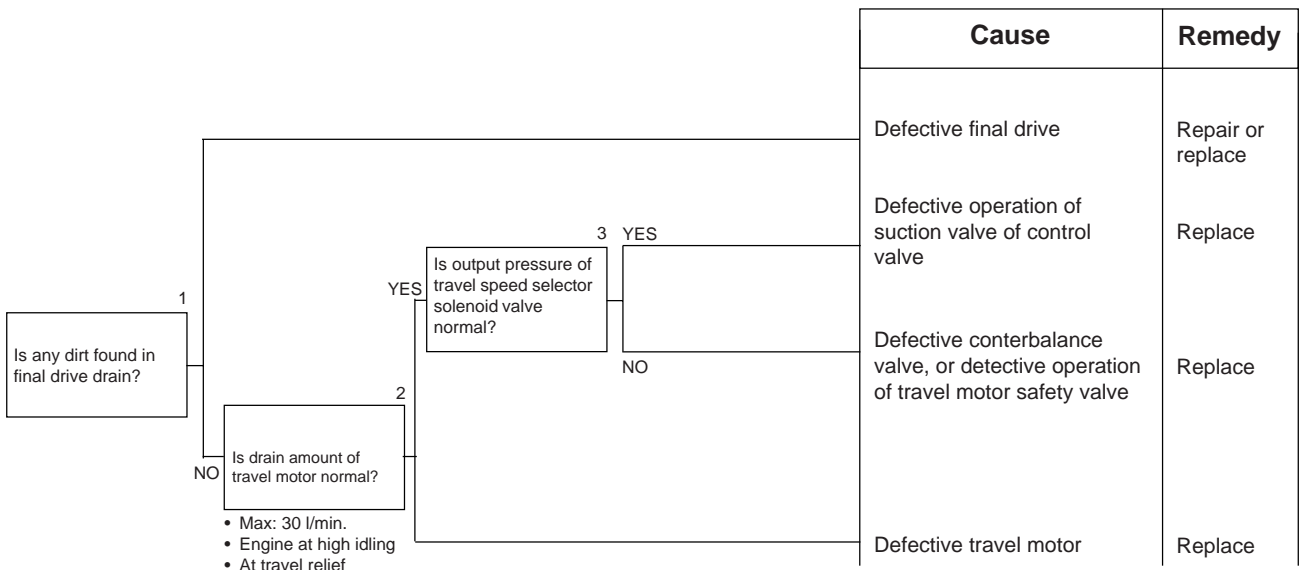 Cause
Remedy
Defective final drive
Repair or
replace
Defective operation of
suction valve of control
valve
Replace
3 YES
Is output pressure of
travel speed selector
solenoid valve
normal?
YES
1
Is any dirt found in
final drive drain?
NO
Defective conterbalance
valve, or detective operation
of travel motor safety valve
Replace
2
NO
Is drain amount of
travel motor normal?
• Max: 30 l/min.
• Engine at high idling
• At travel relief
Defective travel motor
Replace